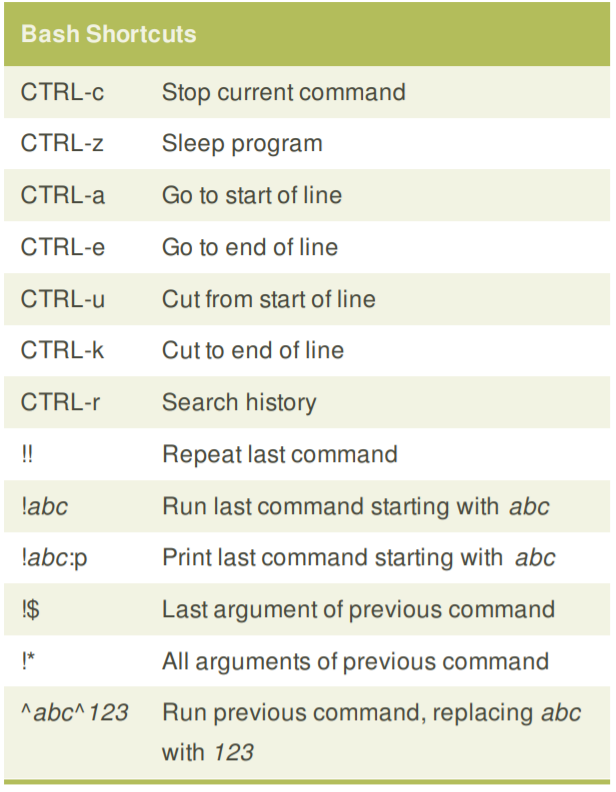 Bash Shortcuts
CTRL-c Stop current command
CTRL-z Sleep program
CTRL-a Go to start of line
CTRL-e Go to end of line
CTRL-u Cut from start of line
CTRL-k Cut to end of line
CTRL-r Search history
!! Repeat last command
!abc Run last command starting with abc
!abc:p Print last command starting with abc
!$ Last argument of previous command
!* All arguments of previous command
^abc^123 Run previous command, replacing abc
with 123